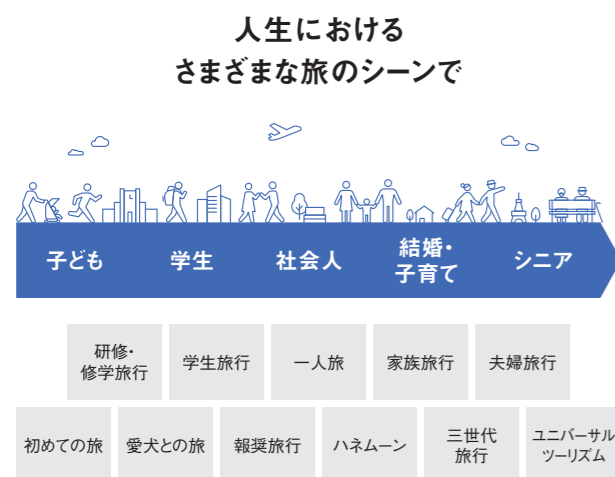 人生における
さまざまな旅のシーンで
子ども
学生
社会人
結婚・
子育て
シニア
研修・
修学旅行
学生旅行
一人旅
家族旅行
夫婦旅行
初めての旅
愛犬との旅
報奨旅行
ハネムーン
三世代
旅行
ユニバーサル
ツーリズム